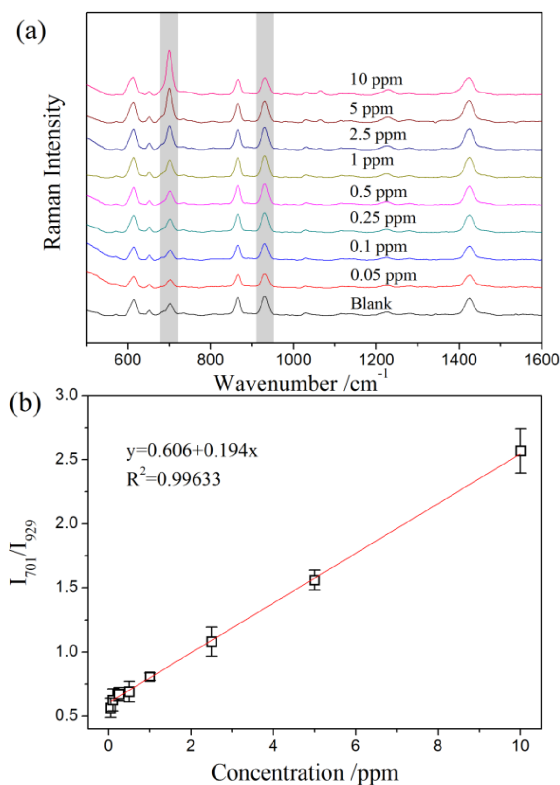 (a)
Raman Intensity
10 ppm
5 ppm
2.5 ppm
1 ppm
0.5 ppm
0.25 ppm
0.1 ppm
0.05 ppm
Blank
600 800 1000 1200 1400 1600
Wavenumber /cm⁻¹
(b)
3.0
2.5
2.0
1.5
1.0
0.5
I₇₀₁/I₉₂₉
y=0.606+0.194x
R²=0.99633
0 2 4 6 8 10
Concentration /ppm